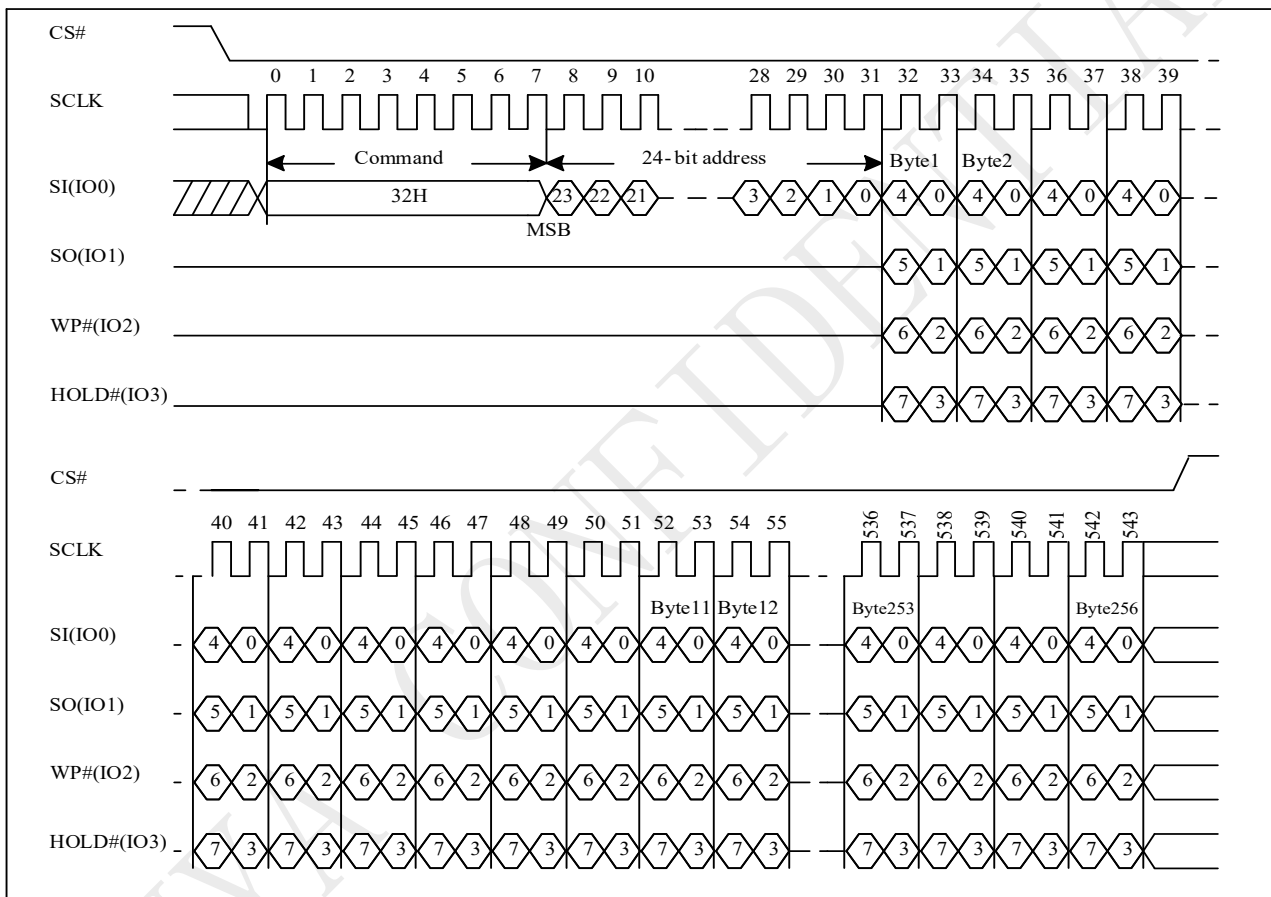 CS#
0 1 2 3 4 5 6 7 8 9 10 28 29 30 31 32 33 34 35 36 37 38 39
SCLK
Command 24-bit address Byte1 Byte2
SI(IO0) 32H 23 22 21 3 2 1 0 4 0 4 0 4 0 4 0
MSB
SO(IO1) 5 1 5 1 5 1 5 1
WP#(IO2) 6 2 6 2 6 2 6 2
HOLD#(IO3) 7 3 7 3 7 3 7 3
CS#
40 41 42 43 44 45 46 47 48 49 50 51 52 53 54 55 536 537 538 539 540 541 542 543
SCLK
Byte11 Byte12 Byte253 Byte256
SI(IO0) 4 0 4 0 4 0 4 0 4 0 4 0 4 0 4 0 4 0 4 0 4 0 4 0
SO(IO1) 5 1 5 1 5 1 5 1 5 1 5 1 5 1 5 1 5 1 5 1 5 1 5 1
WP#(IO2) 6 2 6 2 6 2 6 2 6 2 6 2 6 2 6 2 6 2 6 2 6 2 6 2
HOLD#(IO3) 7 3 7 3 7 3 7 3 7 3 7 3 7 3 7 3 7 3 7 3 7 3 7 3
VA CONFIDENTIA